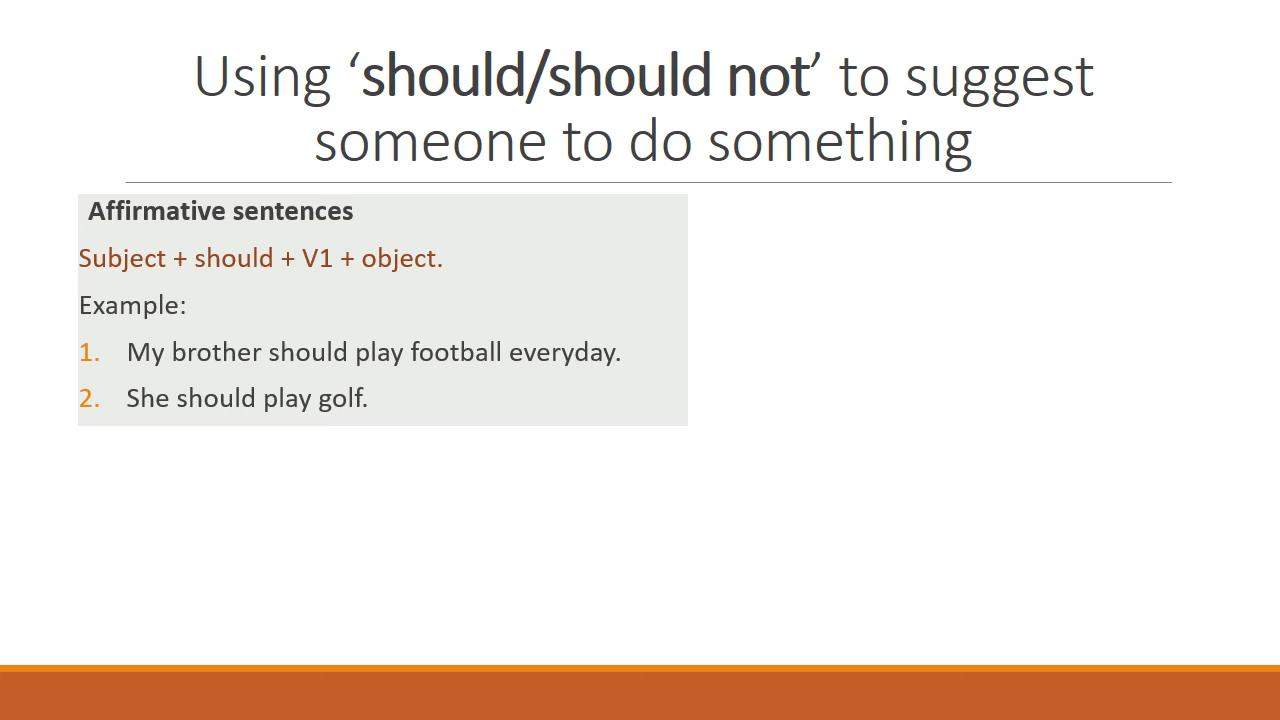 Using ‘should/should not’ to suggest
someone to do something
Affirmative sentences
Subject + should + V1 + object.
Example:
1. My brother should play football everyday.
2. She should play golf.